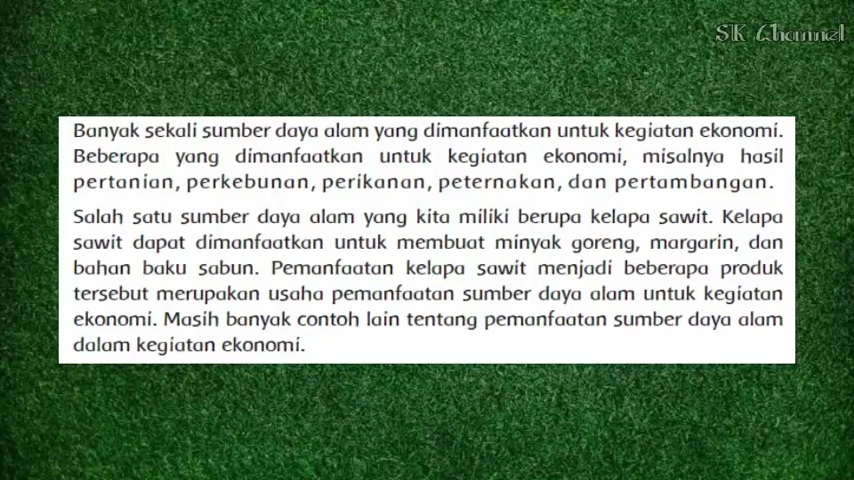 SK Channel
Banyak sekali sumber daya alam yang dimanfaatkan untuk kegiatan ekonomi.
Beberapa yang dimanfaatkan untuk kegiatan ekonomi, misalnya hasil
pertanian, perkebunan, perikanan, peternakan, dan pertambangan.
Salah satu sumber daya alam yang kita miliki berupa kelapa sawit. Kelapa
sawit dapat dimanfaatkan untuk membuat minyak goreng, margarin, dan
bahan baku sabun. Pemanfaatan kelapa sawit menjadi beberapa produk
tersebut merupakan usaha pemanfaatan sumber daya alam untuk kegiatan
ekonomi. Masih banyak contoh lain tentang pemanfaatan sumber daya alam
dalam kegiatan ekonomi.